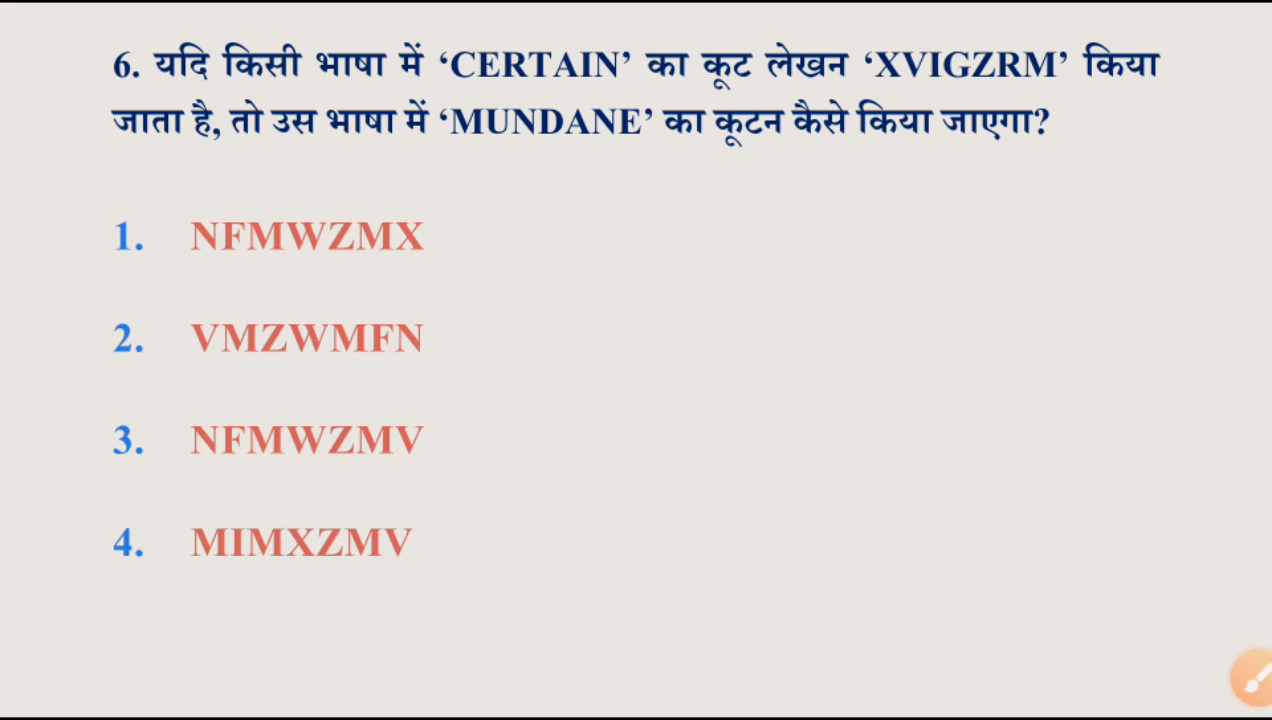 6. यदि किसी भाषा में ‘CERTAIN’ का कूट लेखन ‘XVIGZRM’ किया
जाता है, तो उस भाषा में ‘MUNDANE’ का कूटन कैसे किया जाएगा?
1. NFMWZMX
2. VMZWMFN
3. NFMWZMV
4. MIMXZMV